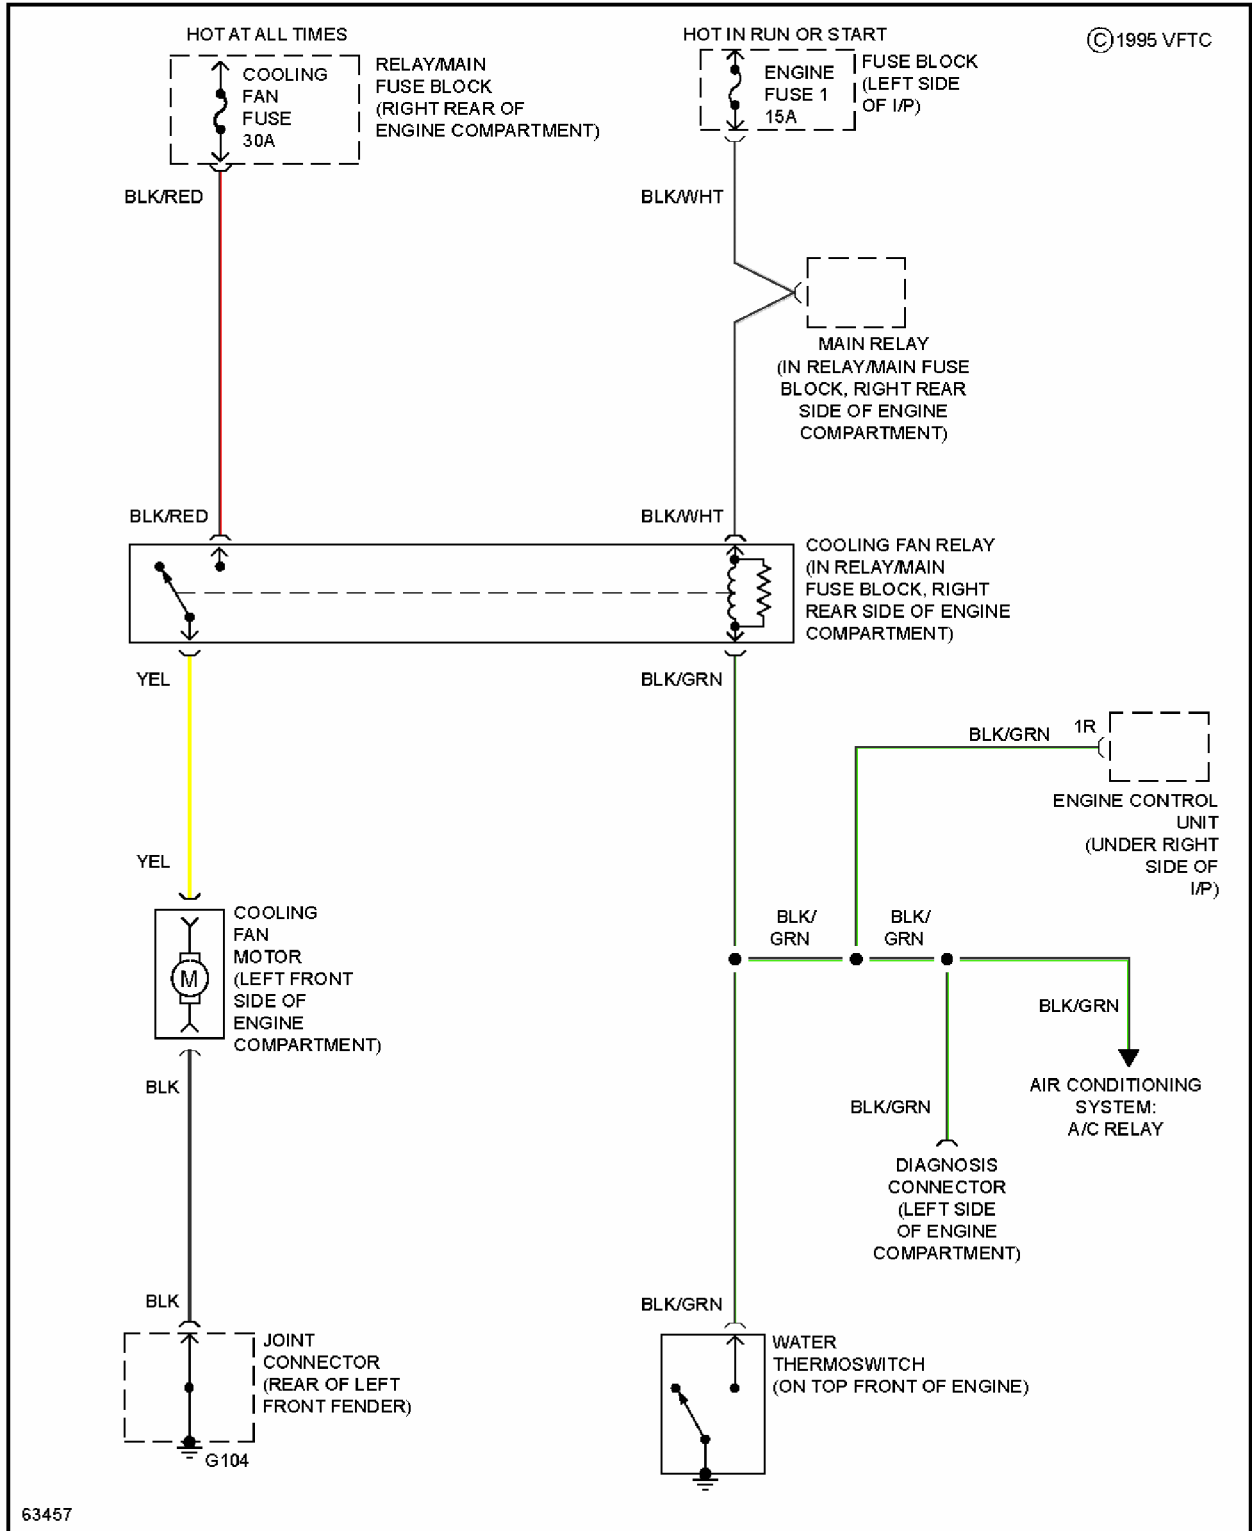 HOT AT ALL TIMES
COOLING
FAN
FUSE
30A
RELAY/MAIN
FUSE BLOCK
(RIGHT REAR OF
ENGINE COMPARTMENT)
HOT IN RUN OR START
ENGINE
FUSE 1
15A
FUSE BLOCK
(LEFT SIDE
OF I/P)
©1995 VFTC
BLK/RED
BLK/WHT
MAIN RELAY
(IN RELAY/MAIN FUSE
BLOCK, RIGHT REAR
SIDE OF ENGINE
COMPARTMENT)
BLK/RED
BLK/WHT
COOLING FAN RELAY
(IN RELAY/MAIN
FUSE BLOCK, RIGHT
REAR SIDE OF ENGINE
COMPARTMENT)
YEL
BLK/GRN
BLK/GRN
1R
ENGINE CONTROL
UNIT
(UNDER RIGHT
SIDE OF
I/P)
YEL
COOLING
FAN
MOTOR
(LEFT FRONT
SIDE OF
ENGINE
COMPARTMENT)
M
BLK/
GRN
BLK/
GRN
BLK/GRN
AIR CONDITIONING
SYSTEM:
A/C RELAY
BLK
BLK/GRN
DIAGNOSIS
CONNECTOR
(LEFT SIDE
OF ENGINE
COMPARTMENT)
BLK
BLK/GRN
JOINT
CONNECTOR
(REAR OF LEFT
FRONT FENDER)
G104
WATER
THERMOSWITCH
(ON TOP FRONT OF ENGINE)
63457